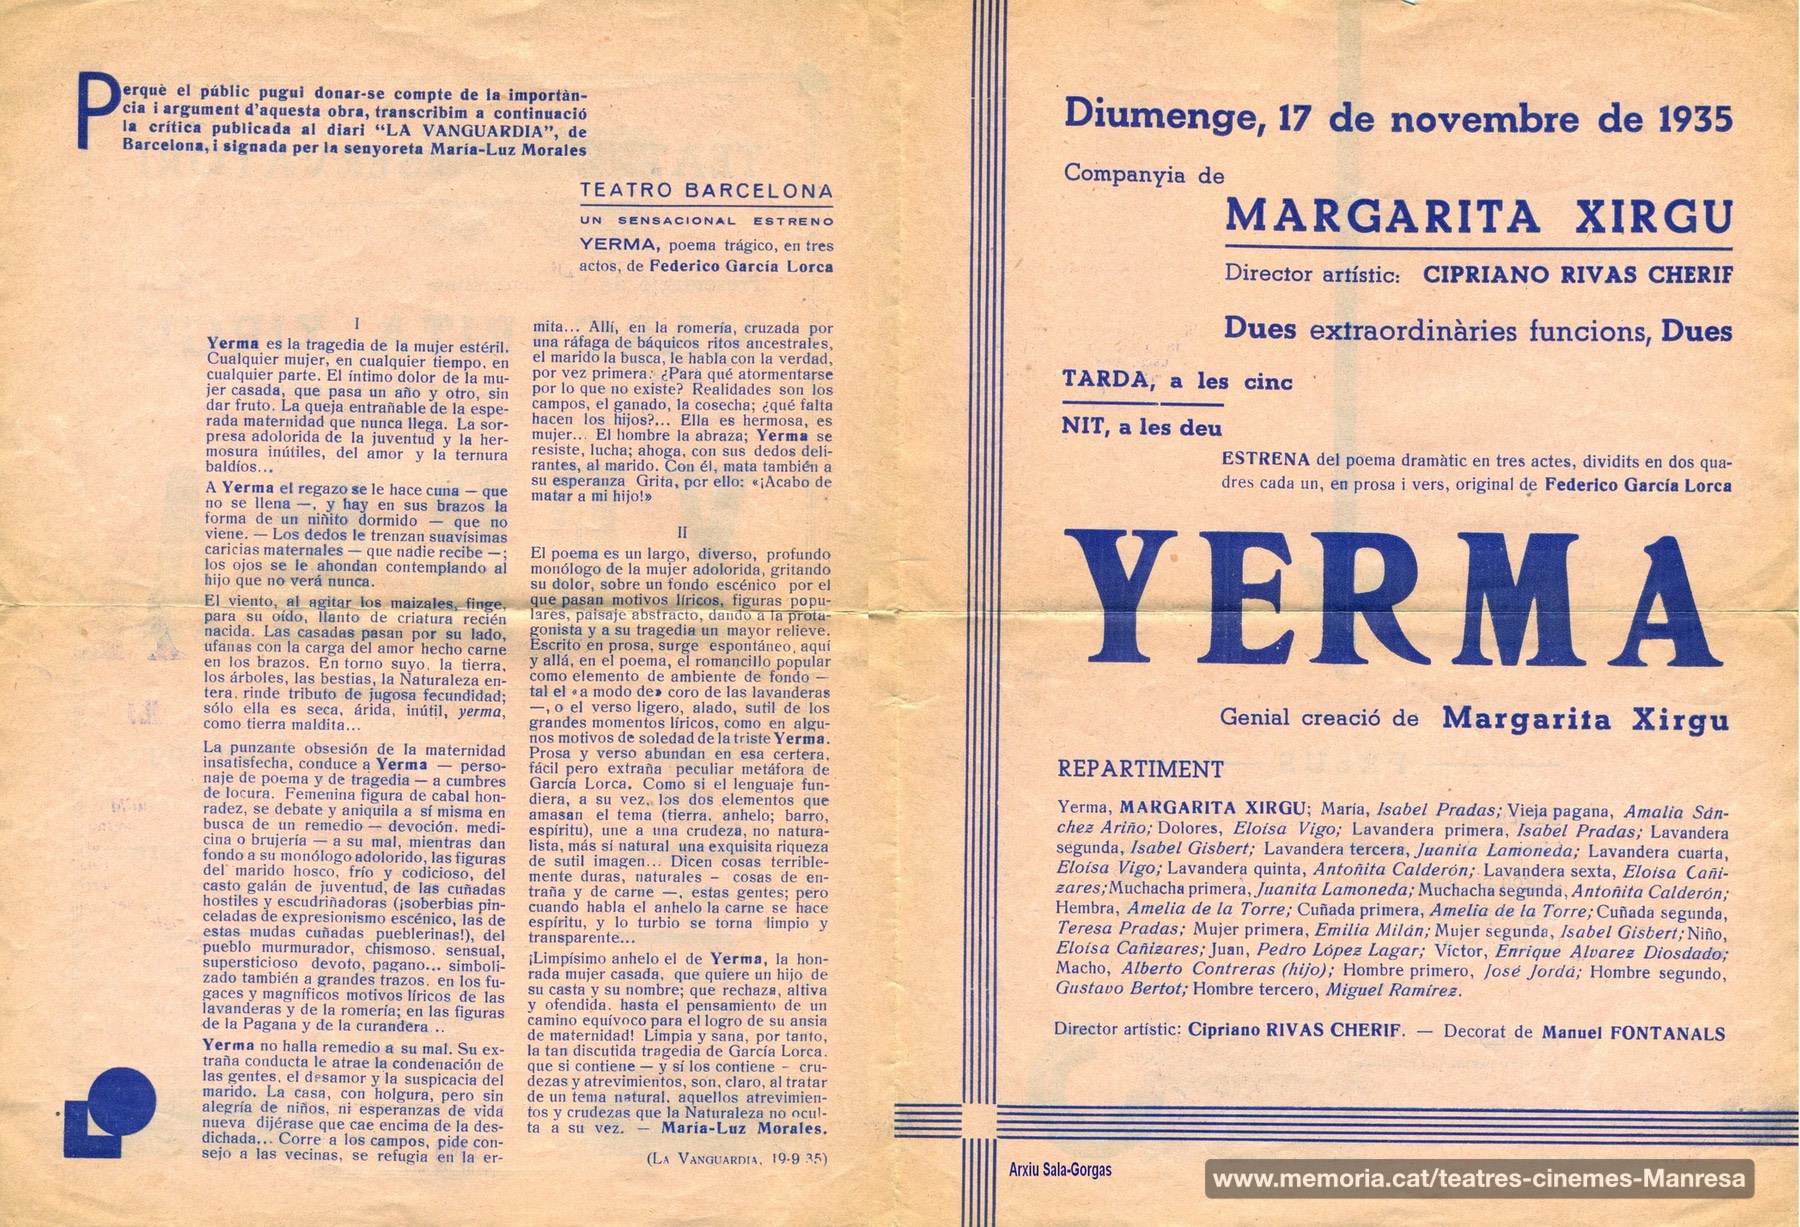 Perquè el públic pugui donar-se compte de la importàn-
cia i argument d'aquesta obra, transcribim a continuació
la crítica publicada al diari “LA VANGUARDIA”, de
Barcelona, i signada per la senyoreta María-Luz Morales
TEATRO BARCELONA
UN SENSACIONAL ESTRENO
YERMA, poema trágico, en tres
actos, de Federico García Lorca
I
Yerma es la tragedia de la mujer estéril.
Cualquier mujer, en cualquier tiempo, en
cualquier parte. El íntimo dolor de la mu-
jer casada, que pasa un año y otro, sin
dar fruto. La queja entrañable de la espe-
rada maternidad que nunca llega. La sor-
presa adolorida de la juventud y la her-
mosura inútiles, del amor y la ternura
baldíos...
A Yerma el regazo se le hace cuna — que
no se llena —, y hay en sus brazos la
forma de un niñito dormido — que no
viene. — Los dedos le trenzan suavísimas
caricias maternales — que nadie recibe —;
los ojos se le ahondan contemplando al
hijo que no verá nunca.
El viento, al agitar los maizales, finge,
para su oído, llanto de criatura recién
nacida. Las casadas pasan por su lado,
ufanas con la carga del amor hecho carne
en los brazos. En torno suyo, la tierra,
los árboles, las bestias, la Naturaleza en-
tera, rinde tributo de jugosa fecundidad;
sólo ella es seca, árida, inútil, yerma,
como tierra maldita...
La punzante obsesión de la maternidad
insatisfecha, conduce a Yerma — perso-
naje de poema y de tragedia — a cumbres
de locura. Femenina figura de cabal hon-
radez, se debate y aniquila a sí misma en
busca de un remedio — devoción, medi-
cina o brujería — a su mal, mientras dan
fondo a su monólogo adolorido, las figuras
del marido hosco, frío y codicioso, del
casto galán de juventud, de las cuñadas
hostiles y escudriñadoras (¡soberbias pin-
celadas de expresionismo escénico, las de
estas mudas cuñadas pueblerinas!), del
pueblo murmurador, chismoso, sensual,
supersticioso devoto, pagano... simboli-
zado también a grandes trazos, en los fu-
gaces y magníficos motivos líricos de las
lavanderas y de la romería; en las figuras
de la Pagana y de la curandera ..
Yerma no halla remedio a su mal. Su ex-
traña conducta le atrae la condenación de
las gentes, el desamor y la suspicacia del
marido. La casa, con holgura, pero sin
alegría de niños, ni esperanzas de vida
nueva dijérase que cae encima de la des-
dichada... Corre a los campos, pide con-
sejo a las vecinas, se refugia en la er-
mita... Allí, en la romería, cruzada por
una ráfaga de báquicos ritos ancestrales,
el marido la busca, le habla con la verdad,
por vez primera: ¿Para qué atormentarse
por lo que no existe? Realidades son los
campos, el ganado, la cosecha; ¿qué falta
hacen los hijos?... Ella es hermosa, es
mujer... El hombre la abraza; Yerma se
resiste, lucha; ahoga, con sus dedos deli-
rantes, al marido. Con él, mata también a
su esperanza Grita, por ello: «¡Acabo de
matar a mi hijo!»
II
El poema es un largo, diverso, profundo
monólogo de la mujer adolorida, gritando
su dolor, sobre un fondo escénico por el
que pasan motivos líricos, figuras popu-
lares, paisaje abstracto, dando a la prota-
gonista y a su tragedia un mayor relieve.
Escrito en prosa, surge espontáneo, aquí
y allá, en el poema, el romancillo popular
como elemento de ambiente de fondo —
tal el «a modo de» coro de las lavanderas
—, o el verso ligero, alado, sutil de los
grandes momentos líricos, como en algu-
nos motivos de soledad de la triste Yerma.
Prosa y verso abundan en esa certera,
fácil pero extraña peculiar metáfora de
García Lorca. Como si el lenguaje fun-
diera, a su vez, los dos elementos que
amasan el tema (tierra, anhelo; barro,
espíritu), une a una crudeza, no natura-
lista, más sí natural una exquisita riqueza
de sutil imagen... Dicen cosas terrible-
mente duras, naturales – cosas de en-
traña y de carne —, estas gentes; pero
cuando habla el anhelo la carne se hace
espíritu, y lo turbio se torna limpio y
transparente...
¡Limpísimo anhelo el de Yerma, la hon-
rada mujer casada, que quiere un hijo de
su casta y su nombre; que rechaza, altiva
y ofendida, hasta el pensamiento de un
camino equívoco para el logro de su ansia
de maternidad! Limpia y sana, por tanto,
la tan discutida tragedia de García Lorca.
que si contiene — y sí los contiene – cru-
dezas y atrevimientos, son, claro, al tratar
de un tema natural, aquellos atrevimien-
tos y crudezas que la Naturaleza no ocul-
ta a su vez. — María-Luz Morales.
(LA VANGUARDIA, 19-9 35)
Diumenge, 17 de novembre de 1935
Companyia de
MARGARITA XIRGU
Director artístic: CIPRIANO RIVAS CHERIF
Dues extraordinàries funcions, Dues
TARDA, a les cinc
NIT, a les deu
ESTRENA del poema dramàtic en tres actes, dividits en dos qua-
dres cada un, en prosa i vers, original de Federico García Lorca
YERMA
Genial creació de Margarita Xirgu
REPARTIMENT
Yerma, MARGARITA XIRGU; María, Isabel Pradas; Vieja pagana, Amalia Sán-
chez Ariño; Dolores, Eloísa Vigo; Lavandera primera, Isabel Pradas; Lavandera
segunda, Isabel Gisbert; Lavandera tercera, Juanita Lamoneda; Lavandera cuarta,
Eloísa Vigo; Lavandera quinta, Antoñita Calderón; Lavandera sexta, Eloisa Cañi-
zares; Muchacha primera, Juanita Lamoneda; Muchacha segunda, Antoñita Calderón;
Hembra, Amelia de la Torre; Cuñada primera, Amelia de la Torre; Cuñada segunda,
Teresa Pradas; Mujer primera, Emilia Milán; Mujer segunda, Isabel Gisbert; Niño,
Eloísa Cañizares; Juan, Pedro López Lagar; Víctor, Enrique Alvarez Diosdado;
Macho, Alberto Contreras (hijo); Hombre primero, José Jordá; Hombre segundo,
Gustavo Bertot; Hombre tercero, Miguel Ramírez.
Director artístic: Cipriano RIVAS CHERIF. — Decorat de Manuel FONTANALS
Arxiu Sala-Gorgas
www.memoria.cat/teatres-cinemes-Manresa